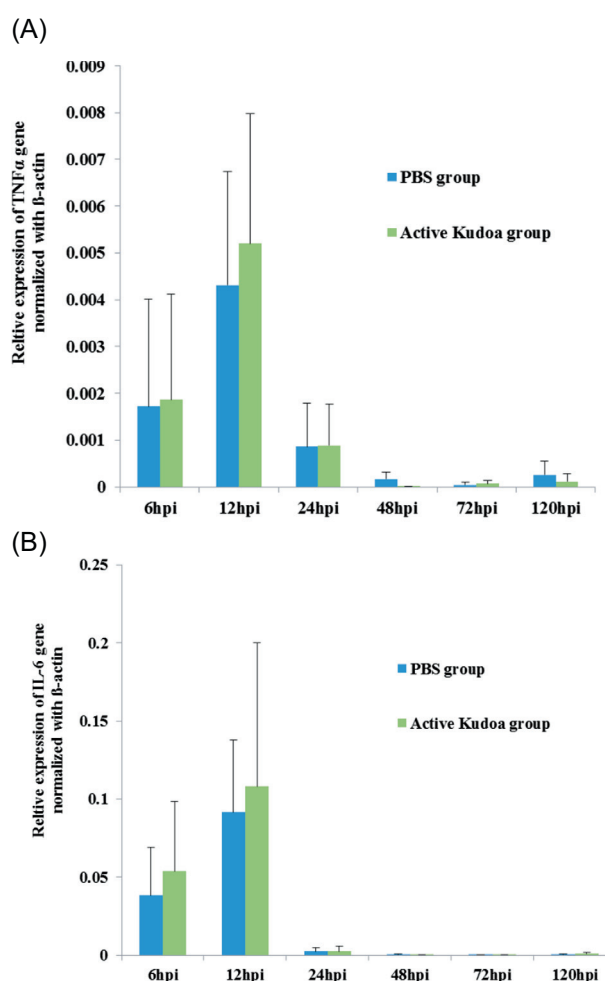 (A)
Reltive expression of TNFα gene
normalized with ß-actin
0.009
0.008
0.007
0.006
0.005
0.004
0.003
0.002
0.001
0
PBS group
Active Kudoa group
6hpi 12hpi 24hpi 48hpi 72hpi 120hpi
(B)
Reltive expression of IL-6 gene
normalized with ß-actin
0.25
0.2
0.15
0.1
0.05
0
PBS group
Active Kudoa group
6hpi 12hpi 24hpi 48hpi 72hpi 120hpi